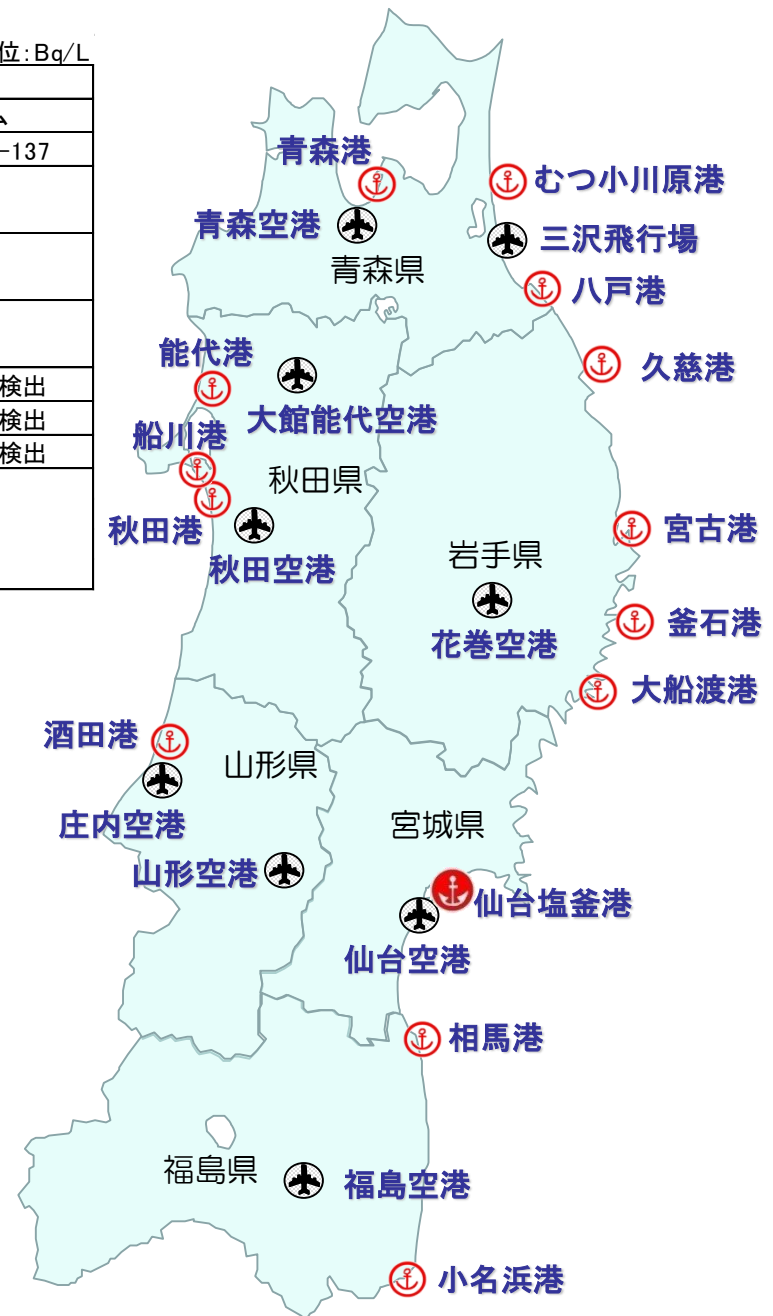 位：Bq/L
ム
-137
検出
検出
検出
青森港
むつ小川原港
青森空港
三沢飛行場
青森県
八戸港
能代港
久慈港
大館能代空港
船川港
秋田県
秋田港
宮古港
秋田空港
岩手県
釜石港
花巻空港
大船渡港
酒田港
山形県
庄内空港
宮城県
山形空港
仙台塩釜港
仙台空港
相馬港
福島県
福島空港
小名浜港